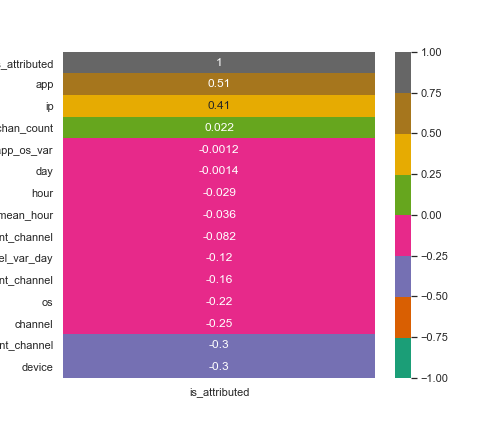 s_attributed 1
app 0.51
ip 0.41
chan_count 0.022
app_os_var -0.0012
day -0.0014
hour -0.029
mean_hour -0.036
nt_channel -0.082
el_var_day -0.12
nt_channel -0.16
os -0.22
channel -0.25
nt_channel -0.3
device -0.3
is_attributed
1.00
0.75
0.50
0.25
0.00
−0.25
−0.50
−0.75
−1.00